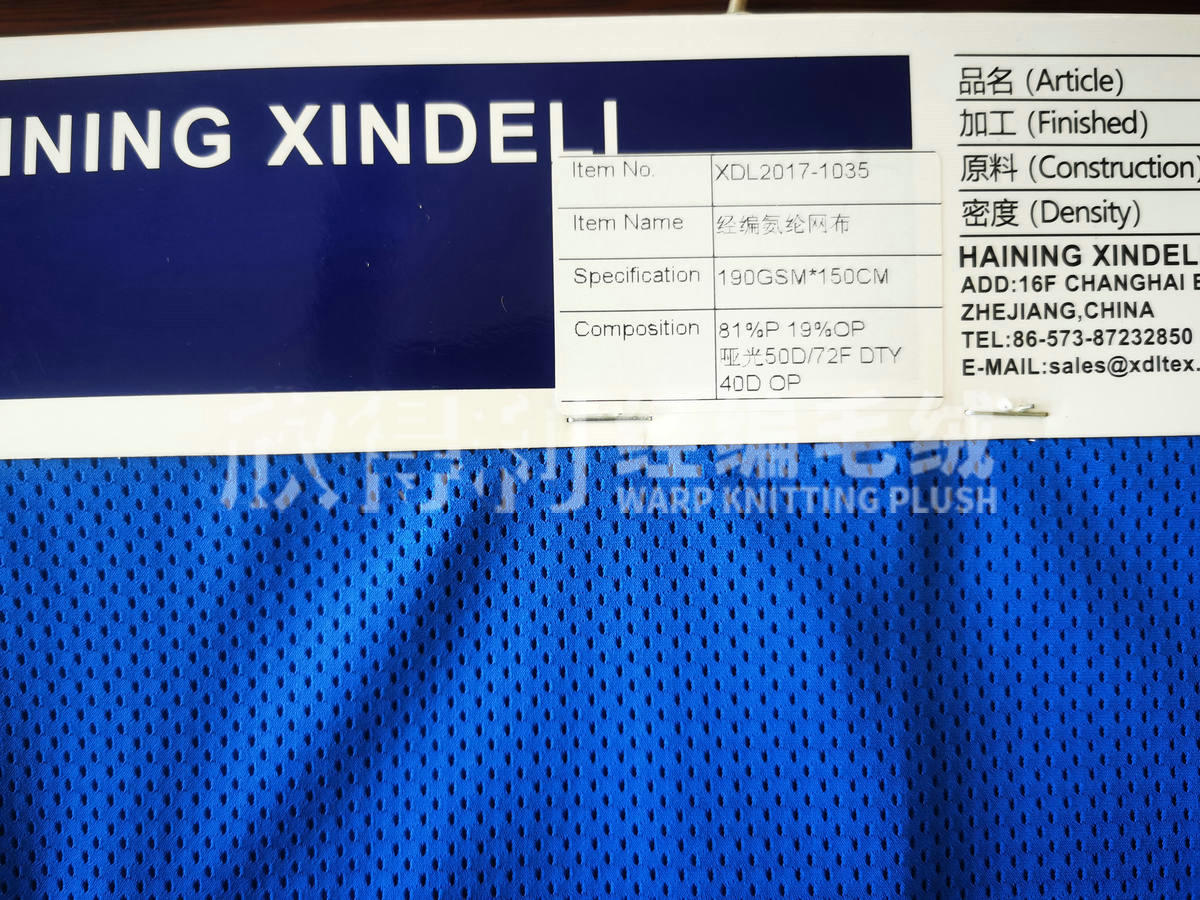 INING XINDELI
Item No. XDL2017-1035
Item Name 经编氨纶网布
Specification 190GSM*150CM
Composition 81%P 19%OP
哑光50D/72F DTY
40D OP
品名 (Article)
加工 (Finished)
原料 (Construction)
密度 (Density)
HAINING XINDEL
ADD:16F CHANGHAI
ZHEJIANG,CHINA
TEL:86-573-87232850
E-MAIL:sales@xdltex.
欣得利 经编毛绒
WARP KNITTING PLUSH